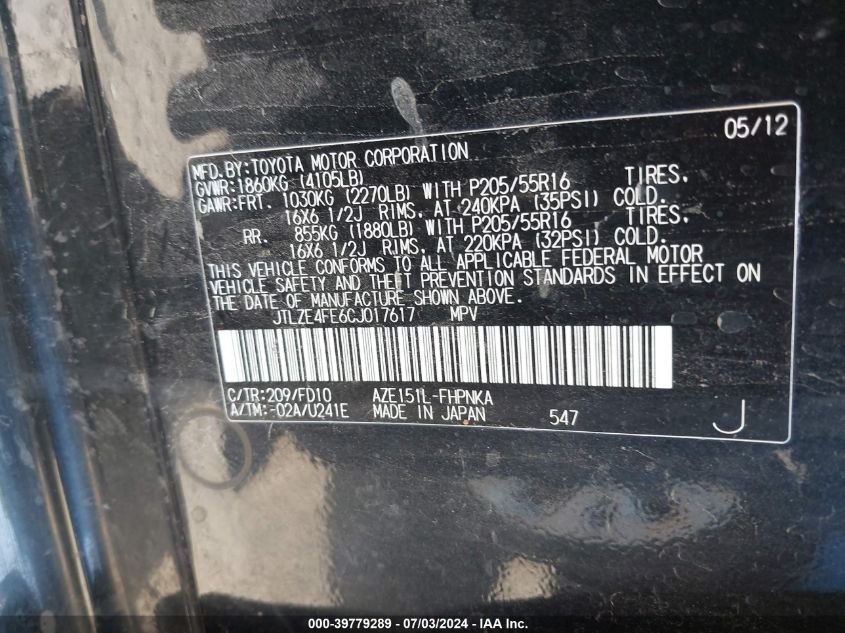 05/12
MFD.BY:TOYOTA MOTOR CORPORATION
GVWR:1860KG (4105LB)
GAWR:FRT. 1030KG (2270LB) WITH P205/55R16 TIRES,
16X6 1/2J RIMS, AT 240KPA (35PSI) COLD.
RR. 855KG (1880LB) WITH P205/55R16 TIRES,
16X6 1/2J RIMS, AT 220KPA (32PSI) COLD.
THIS VEHICLE CONFORMS TO ALL APPLICABLE FEDERAL MOTOR
VEHICLE SAFETY AND THEFT PREVENTION STANDARDS IN EFFECT ON
THE DATE OF MANUFACTURE SHOWN ABOVE.
JTLZE4FE6CJ017617 MPV
C/TR:209/FD10 AZE151L-FHPNKA
A/TM:-02A/U241E MADE IN JAPAN 547 J
000-39779289 - 07/03/2024 - IAA Inc.